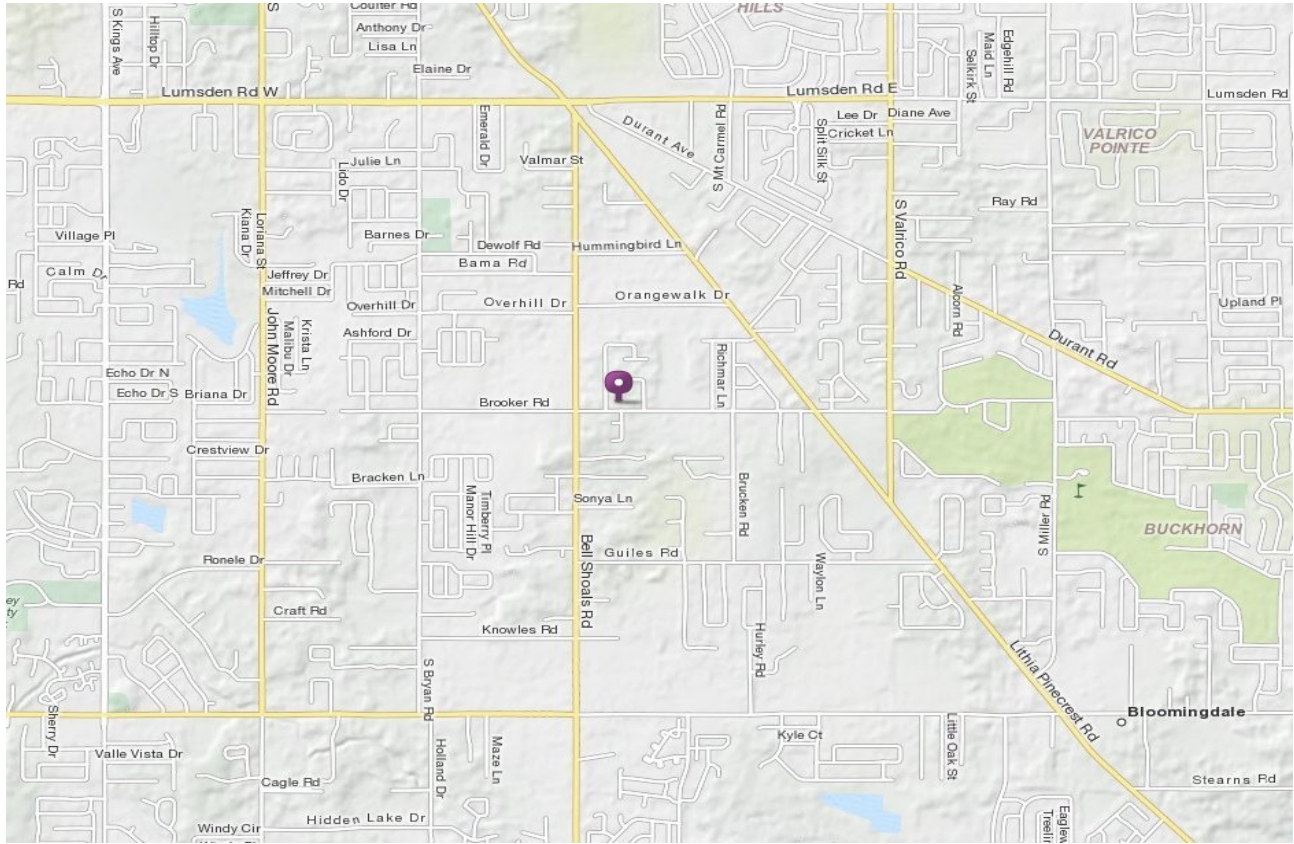 HILLS
Coulter Rd
S Kings Ave
Hilltop Dr
S
Anthony Dr
Lisa Ln
Elaine Dr
Edgehill Rd
Maid Ln
Selkirk St
Lumsden Rd W
Lumsden Rd E
Lumsden Rd
Emerald Dr
Durant Ave
S Mt Carmel Rd
Split Silk St
Lee Dr
Diane Ave
Cricket Ln
VALRICO
POINTE
Julie Ln
Lido Dr
Valmar St
S Valrico Rd
Ray Rd
Village Pl
Kiana Dr
Loriana St
Barnes Dr
Dewolf Rd
Hummingbird Ln
Bama Rd
Calm Dr
Rd
Jeffrey Dr
Mitchell Dr
Overhill Dr
Overhill Dr
Orangewalk Dr
Alcorn Rd
Upland Pl
John Moore Rd
Krista Ln
Malibu Dr
Ashford Dr
Durant Rd
Richmar Ln
Echo Dr N
Echo Dr S
Briana Dr
Brooker Rd
Crestview Dr
Bracken Ln
Timberry Pl
Manor Hill Dr
Sonya Ln
Brucken Rd
S Miller Rd
BUCKHORN
Ronele Dr
Bell Shoals Rd
Guiles Rd
Waylon Ln
ey
ty
Craft Rd
Knowles Rd
Hurley Rd
Lithia Pinecrest Rd
S Bryan Rd
Sherry Dr
Bloomingdale
Valle Vista Dr
Holland Dr
Maze Ln
Kyle Ct
Little Oak St
Cagle Rd
Stearns Rd
Windy Cir
Hidden Lake Dr
Eaglew
Treelin